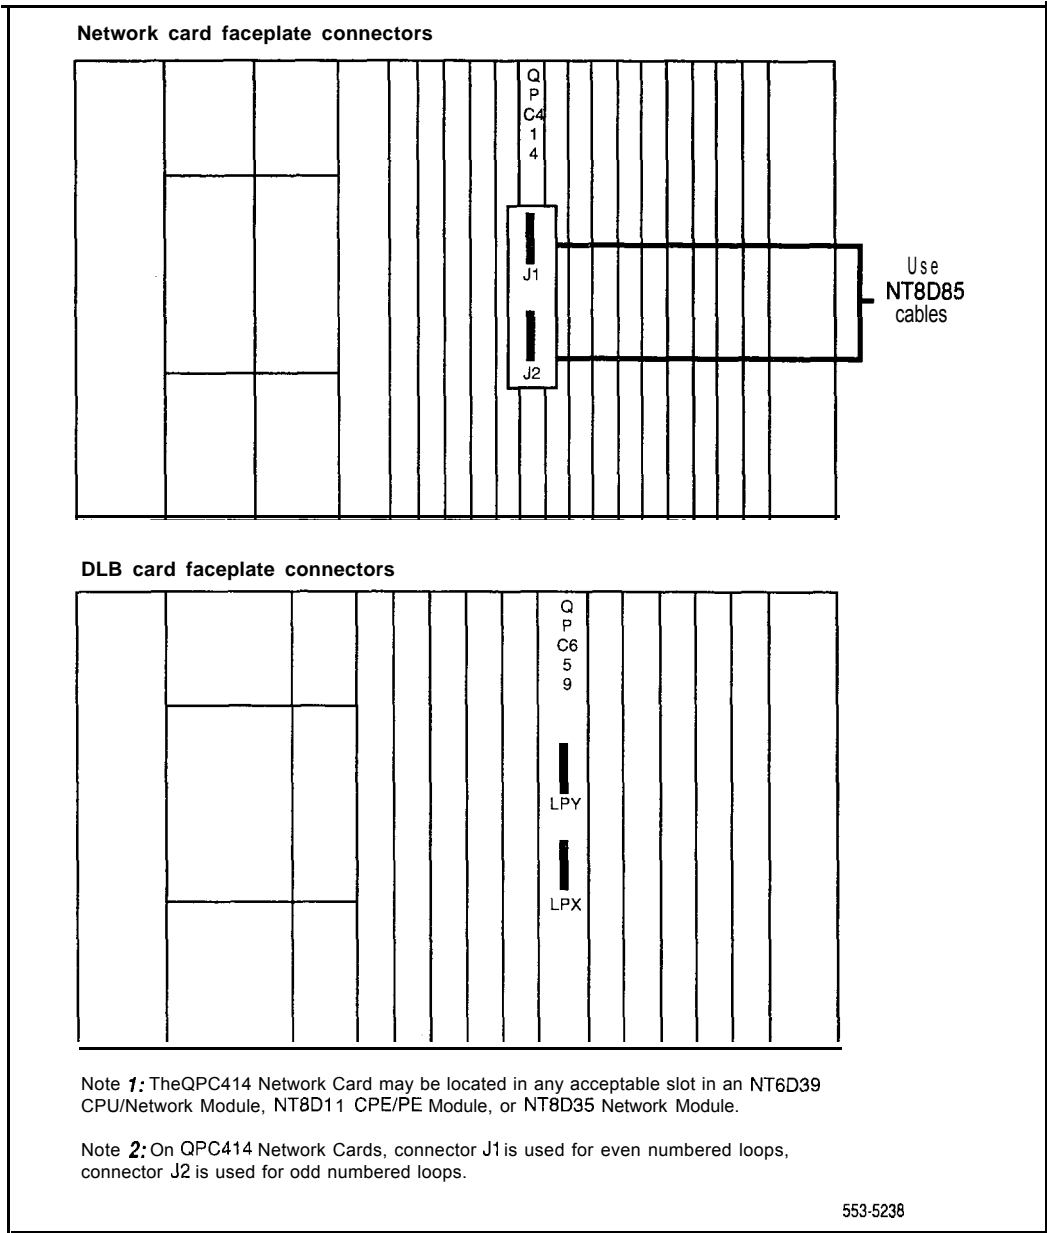 Network card faceplate connectors
Q
P
C4
1
4
J1
J2
Use
NT8D85
cables
DLB card faceplate connectors
Q
P
C6
5
9
LPY
LPX
Note 1: TheQPC414 Network Card may be located in any acceptable slot in an NT6D39
CPU/Network Module, NT8D11 CPE/PE Module, or NT8D35 Network Module.
Note 2: On QPC414 Network Cards, connector J1 is used for even numbered loops,
connector J2 is used for odd numbered loops.
553-5238